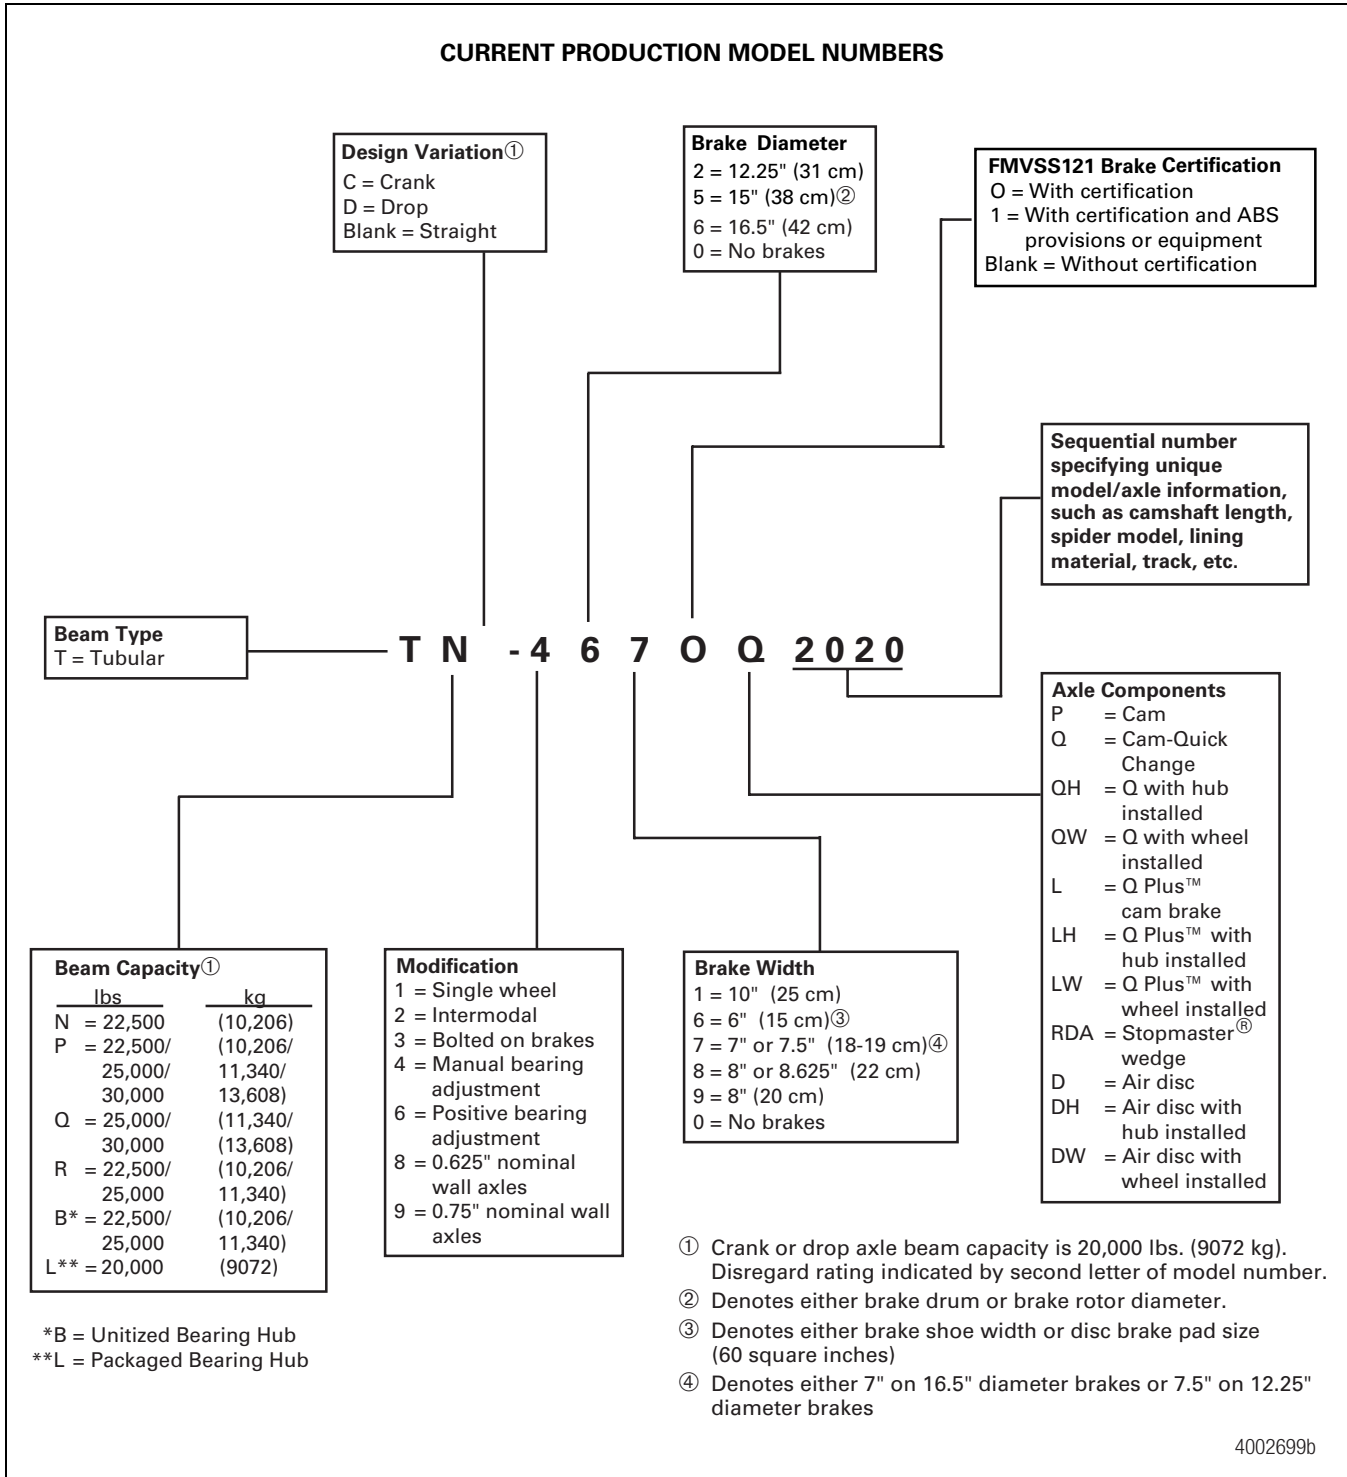 CURRENT PRODUCTION MODEL NUMBERS
Design Variation①
C = Crank
D = Drop
Blank = Straight
Brake Diameter
2 = 12.25" (31 cm)
5 = 15" (38 cm)②
6 = 16.5" (42 cm)
0 = No brakes
FMVSS121 Brake Certification
O = With certification
1 = With certification and ABS
provisions or equipment
Blank = Without certification
Sequential number
specifying unique
model/axle information,
such as camshaft length,
spider model, lining
material, track, etc.
Beam Type
T = Tubular
T N - 4 6 7 O Q 2 0 2 0
Beam Capacity①
lbs kg
N = 22,500 (10,206)
P = 22,500/ (10,206/
25,000/ 11,340/
30,000 13,608)
Q = 25,000/ (11,340/
30,000 (13,608)
R = 22,500/ (10,206/
25,000 11,340)
B* = 22,500/ (10,206/
25,000 11,340)
L** = 20,000 (9072)
*B = Unitized Bearing Hub
**L = Packaged Bearing Hub
Modification
1 = Single wheel
2 = Intermodal
3 = Bolted on brakes
4 = Manual bearing
adjustment
6 = Positive bearing
adjustment
8 = 0.625" nominal
wall axles
9 = 0.75" nominal wall
axles
Brake Width
1 = 10" (25 cm)
6 = 6" (15 cm)③
7 = 7" or 7.5" (18-19 cm)④
8 = 8" or 8.625" (22 cm)
9 = 8" (20 cm)
0 = No brakes
Axle Components
P = Cam
Q = Cam-Quick
Change
QH = Q with hub
installed
QW = Q with wheel
installed
L = Q Plus™
cam brake
LH = Q Plus™ with
hub installed
LW = Q Plus™ with
wheel installed
RDA = Stopmaster®
wedge
D = Air disc
DH = Air disc with
hub installed
DW = Air disc with
wheel installed
① Crank or drop axle beam capacity is 20,000 lbs. (9072 kg).
Disregard rating indicated by second letter of model number.
② Denotes either brake drum or brake rotor diameter.
③ Denotes either brake shoe width or disc brake pad size
(60 square inches)
④ Denotes either 7" on 16.5" diameter brakes or 7.5" on 12.25"
diameter brakes
4002699b